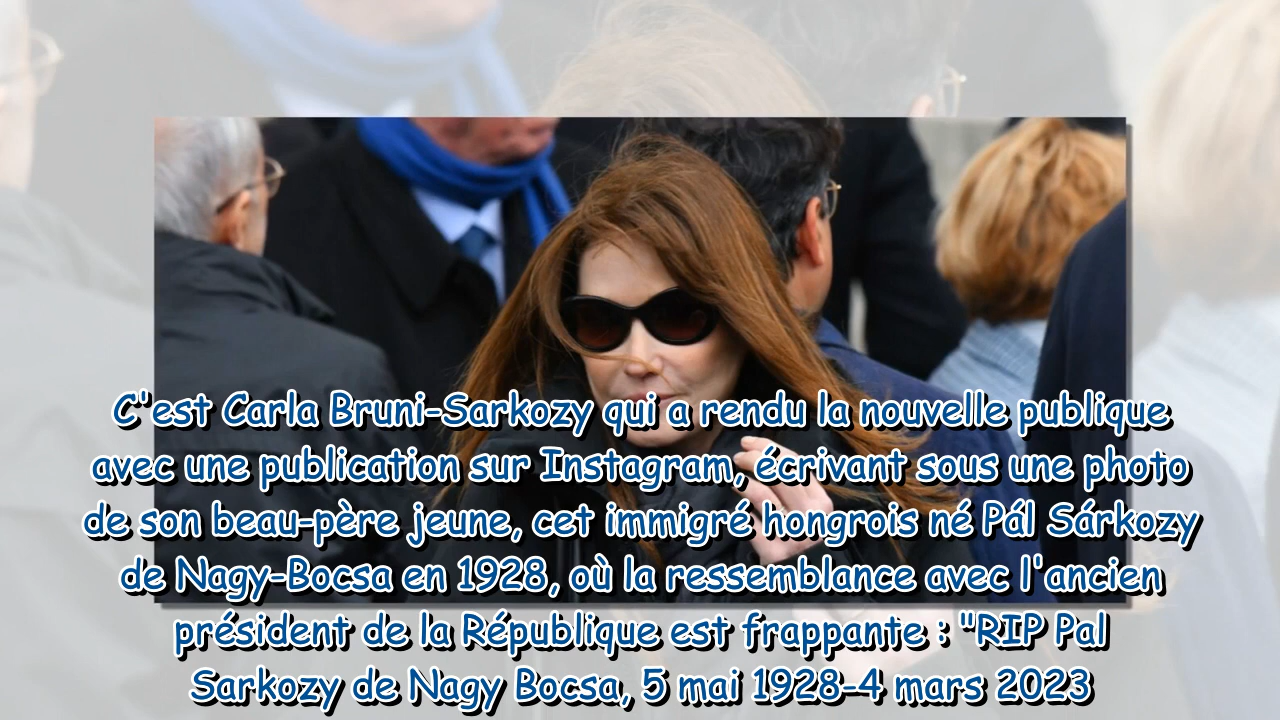 C'est Carla Bruni-Sarkozy qui a rendu la nouvelle publique
avec une publication sur Instagram, écrivant sous une photo
de son beau-père jeune, cet immigré hongrois né Pál Sárkozy
de Nagy-Bocsa en 1928, où la ressemblance avec l'ancien
président de la République est frappante : "RIP Pal
Sarkozy de Nagy Bocsa, 5 mai 1928-4 mars 2023